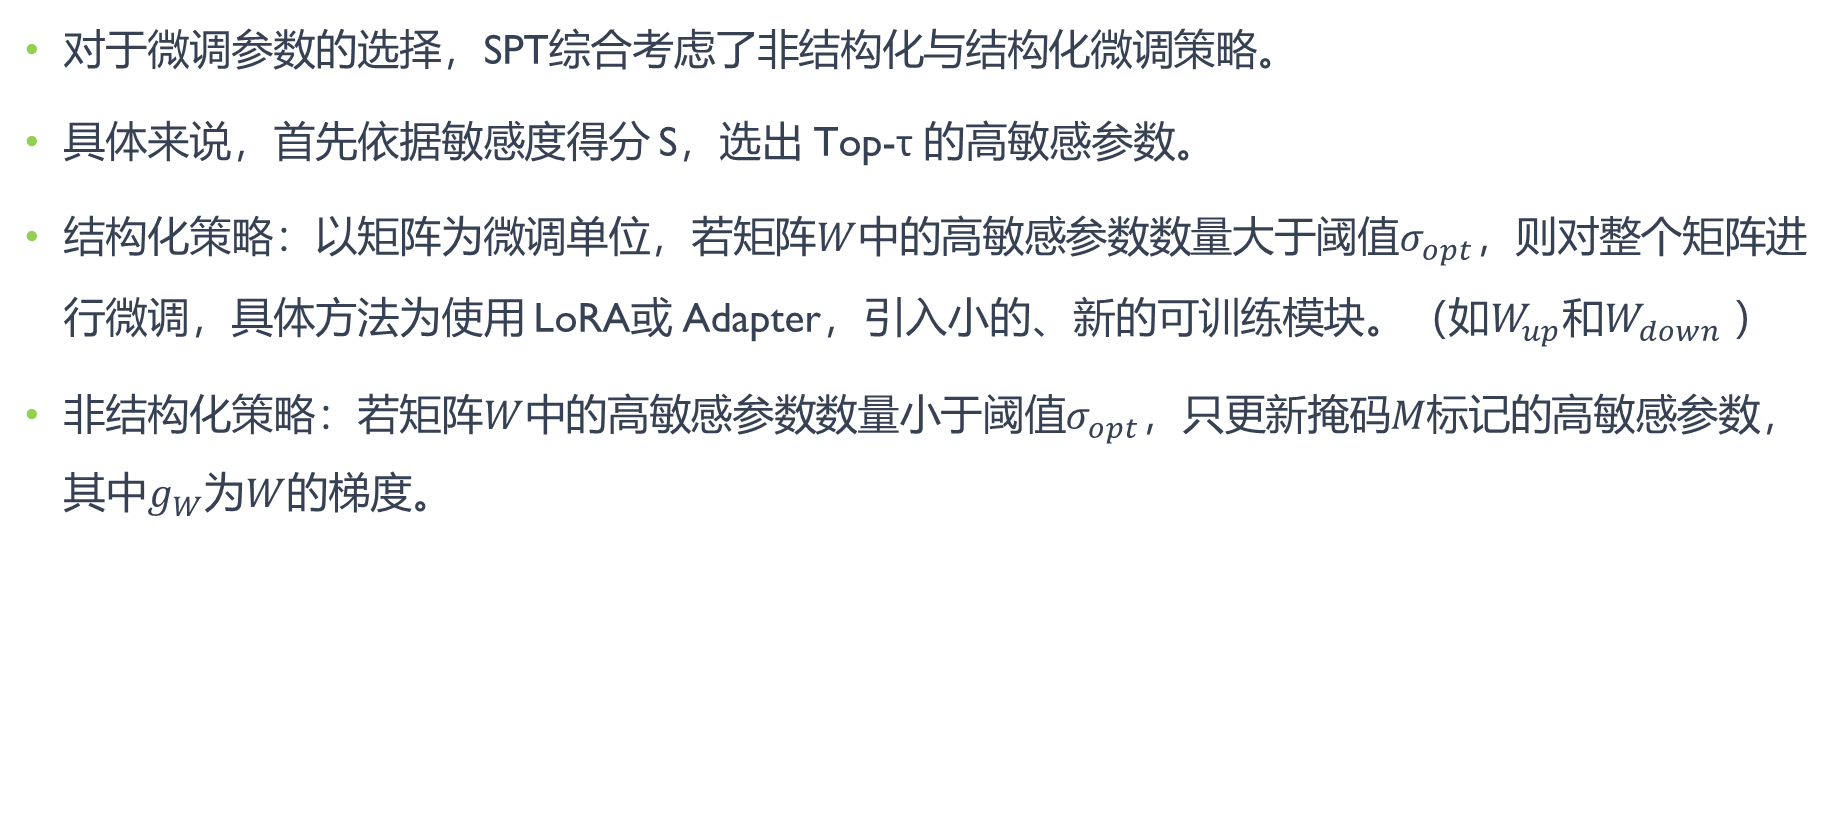 • 对于微调参数的选择，SPT综合考虑了非结构化与结构化微调策略。
• 具体来说，首先依据敏感度得分 S，选出 Top-τ 的高敏感参数。
• 结构化策略：以矩阵为微调单位，若矩阵𝑊中的高敏感参数数量大于阈值𝜎_𝑜𝑝𝑡，则对整个矩阵进
行微调，具体方法为使用 LoRA或 Adapter，引入小的、新的可训练模块。（如𝑊_𝑢𝑝和𝑊_𝑑𝑜𝑤𝑛 ）
• 非结构化策略：若矩阵𝑊中的高敏感参数数量小于阈值𝜎_𝑜𝑝𝑡，只更新掩码𝑀标记的高敏感参数，
其中𝑔_𝑊为𝑊的梯度。